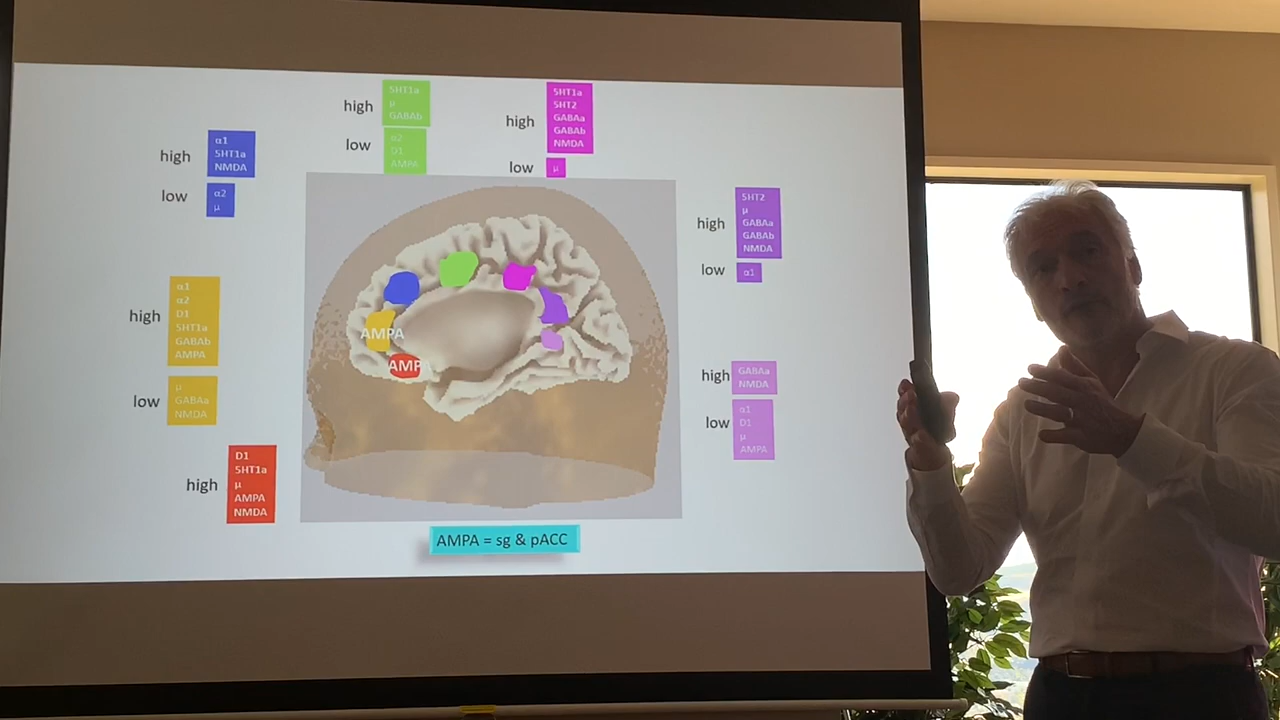 high
5HT1a
μ
GABAb
low
α2
D1
AMPA
high
5HT1a
5HT2
GABAa
GABAb
NMDA
low
μ
high
α1
5HT1a
NMDA
low
α2
μ
high
5HT2
μ
GABAa
GABAb
NMDA
low
α1
high
α1
α2
D1
5HT1a
GABAb
AMPA
low
μ
GABAa
NMDA
AMPA
AMPA
high
GABAa
NMDA
low
α1
D1
μ
AMPA
high
D1
5HT1a
μ
AMPA
NMDA
AMPA = sg & pACC